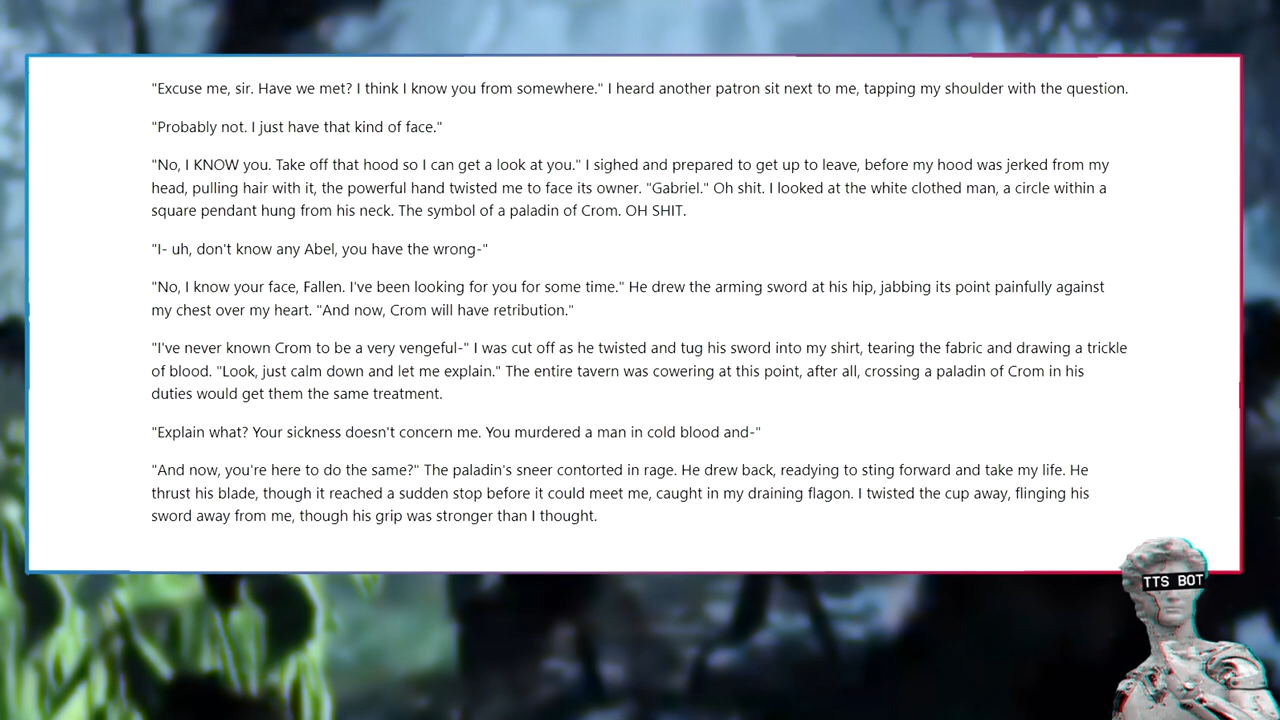 "Excuse me, sir. Have we met? I think I know you from somewhere." I heard another patron sit next to me, tapping my shoulder with the question.
"Probably not. I just have that kind of face."
"No, I KNOW you. Take off that hood so I can get a look at you." I sighed and prepared to get up to leave, before my hood was jerked from my
head, pulling hair with it, the powerful hand twisted me to face its owner. "Gabriel." Oh shit. I looked at the white clothed man, a circle within a
square pendant hung from his neck. The symbol of a paladin of Crom. OH SHIT.
"I- uh, don't know any Abel, you have the wrong-"
"No, I know your face, Fallen. I've been looking for you for some time." He drew the arming sword at his hip, jabbing its point painfully against
my chest over my heart. "And now, Crom will have retribution."
"I've never known Crom to be a very vengeful-" I was cut off as he twisted and tug his sword into my shirt, tearing the fabric and drawing a trickle
of blood. "Look, just calm down and let me explain." The entire tavern was cowering at this point, after all, crossing a paladin of Crom in his
duties would get them the same treatment.
"Explain what? Your sickness doesn't concern me. You murdered a man in cold blood and-"
"And now, you're here to do the same?" The paladin's sneer contorted in rage. He drew back, readying to sting forward and take my life. He
thrust his blade, though it reached a sudden stop before it could meet me, caught in my draining flagon. I twisted the cup away, flinging his
sword away from me, though his grip was stronger than I thought.
TTS BOT